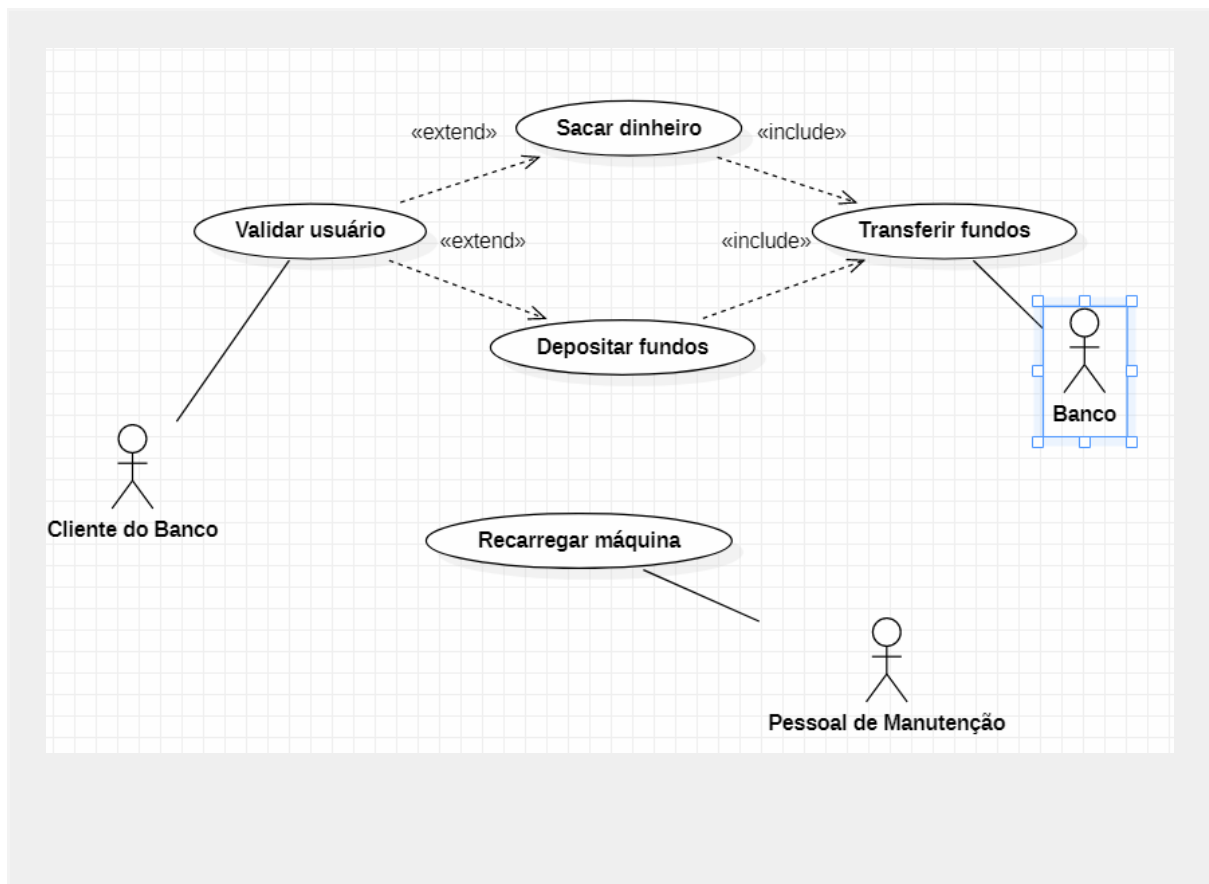 «extend»
Sacar dinheiro
«include»
Validar usuário
«extend»
«include»
Transferir fundos
Depositar fundos
Banco
Cliente do Banco
Recarregar máquina
Pessoal de Manutenção